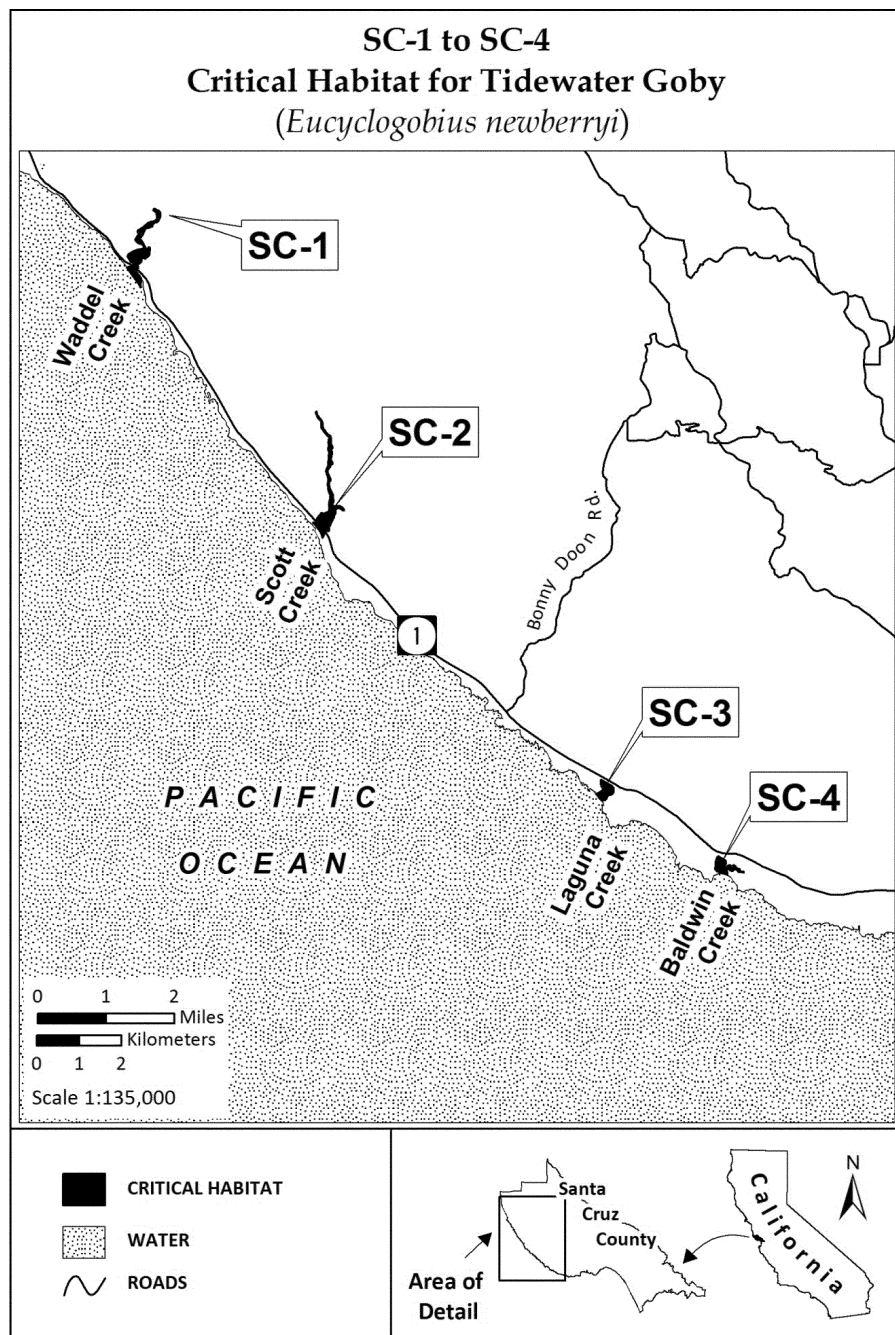 SC-1 to SC-4
Critical Habitat for Tidewater Goby
(Eucyclogobius newberryi)
SC-1
Waddel
Creek
SC-2
Scott
Creek
Bonny Doon Rd.
1
SC-3
SC-4
PACIFIC
OCEAN
Laguna
Creek
Baldwin
Creek
0 1 2
Miles
Kilometers
0 1 2
Scale 1:135,000
CRITICAL HABITAT
WATER
ROADS
Santa
Cruz
County
Area of
Detail
California
N